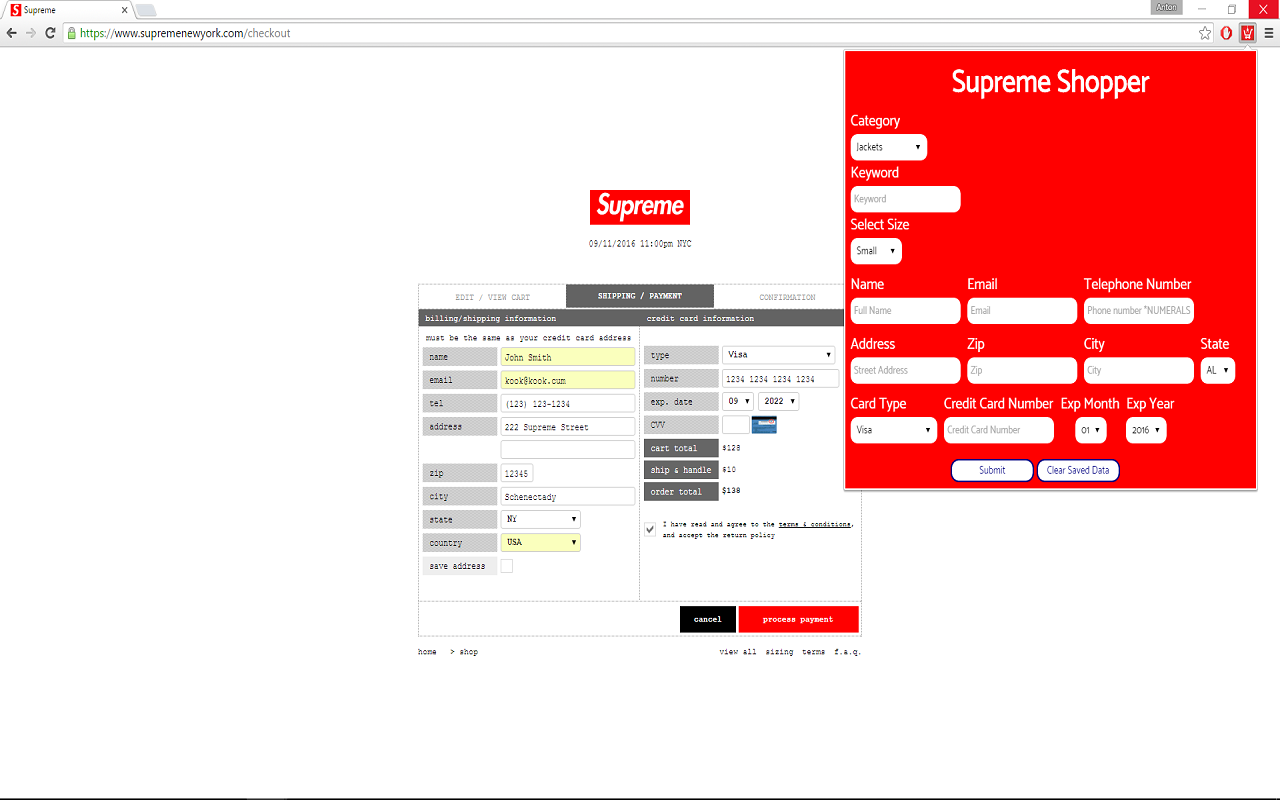 Supreme
Anton
https://www.supremenewyork.com/checkout
Supreme
09/11/2016 11:00pm NYC
EDIT / VIEW CART
SHIPPING / PAYMENT
CONFIRMATION
billing/shipping information
credit card information
must be the same as your credit card address
name
John Smith
email
kook@kook.cum
tel
(123) 123-1234
address
222 Supreme Street
zip
12345
city
Schenectady
state
NY
country
USA
save address
type
Visa
number
1234 1234 1234 1234
exp. date
09
2022
CVV
cart total
$128
ship & handle
$10
order total
$138
I have read and agree to the terms & conditions,
and accept the return policy
cancel
process payment
home > shop
view all sizing terms f.a.q.
Supreme Shopper
Category
Jackets
Keyword
Keyword
Select Size
Small
Name
Email
Telephone Number
Full Name
Email
Phone number *NUMERALS
Address
Zip
City
State
Street Address
Zip
City
AL
Card Type
Credit Card Number
Exp Month
Exp Year
Visa
Credit Card Number
01
2016
Submit
Clear Saved Data